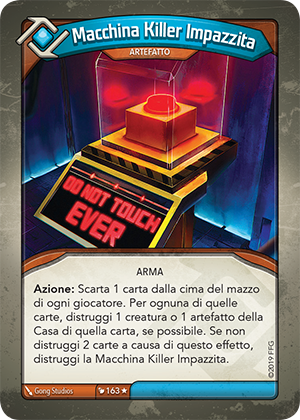 Macchina Killer Impazzita
ARTEFATTO
DO NOT TOUCH
EVER
ARMA
Azione: Scarta 1 carta dalla cima del mazzo
di ogni giocatore. Per ognuna di quelle
carte, distruggi 1 creatura o 1 artefatto della
Casa di quella carta, se possibile. Se non
distruggi 2 carte a causa di questo effetto,
distruggi la Macchina Killer Impazzita.
©2019 FFG
Gong Studios
163